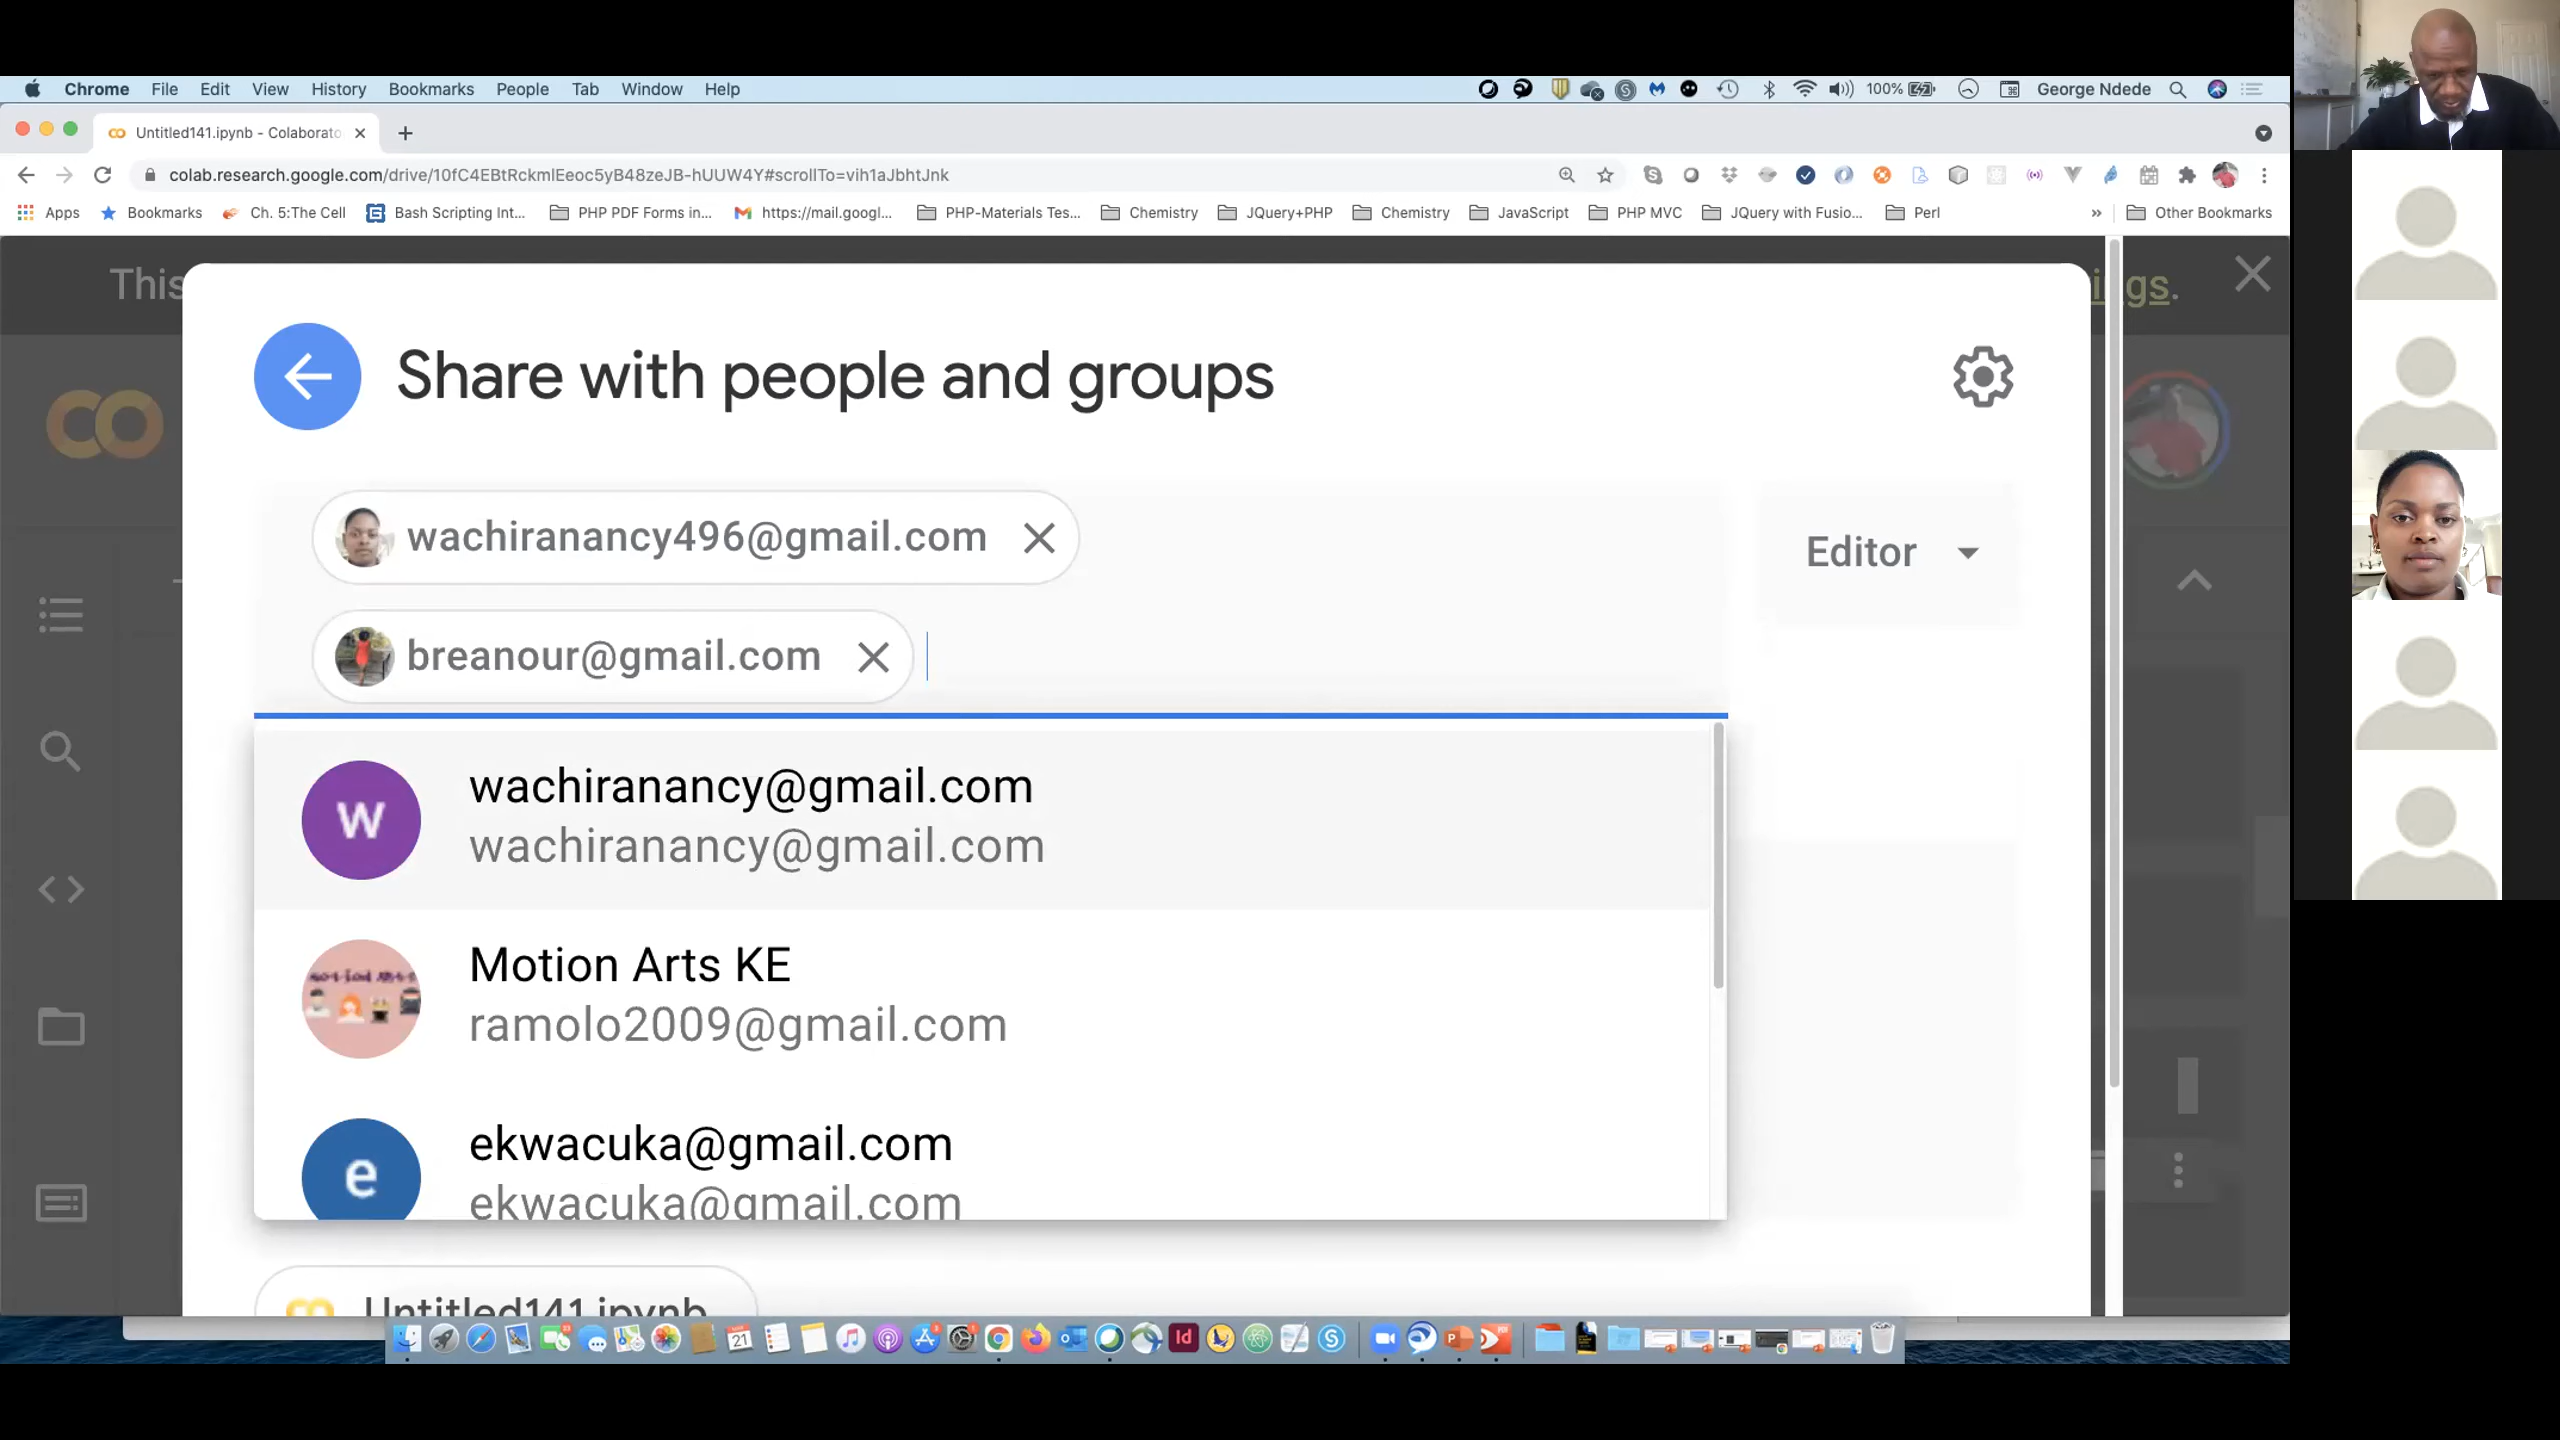 Chrome File Edit View History Bookmarks People Tab Window Help 100% George Ndede
Untitled141.ipynb - Colaborato
colab.research.google.com/drive/10fC4EBtRckmlEeoc5yB48zeJB-hUUW4Y#scrollTo=vih1aJbhtJnk
Apps Bookmarks Ch. 5:The Cell Bash Scripting Int... PHP PDF Forms in... https://mail.googl... PHP-Materials Tes... Chemistry JQuery+PHP Chemistry JavaScript PHP MVC JQuery with Fusio... Perl » Other Bookmarks
This
ngs.
Share with people and groups
wachiranancy496@gmail.com
Editor
breanour@gmail.com
w
wachiranancy@gmail.com
wachiranancy@gmail.com
Motion Arts KE
ramolo2009@gmail.com
e
ekwacuka@gmail.com
ekwacuka@gmail.com
Untitled141.ipynb
21
Id